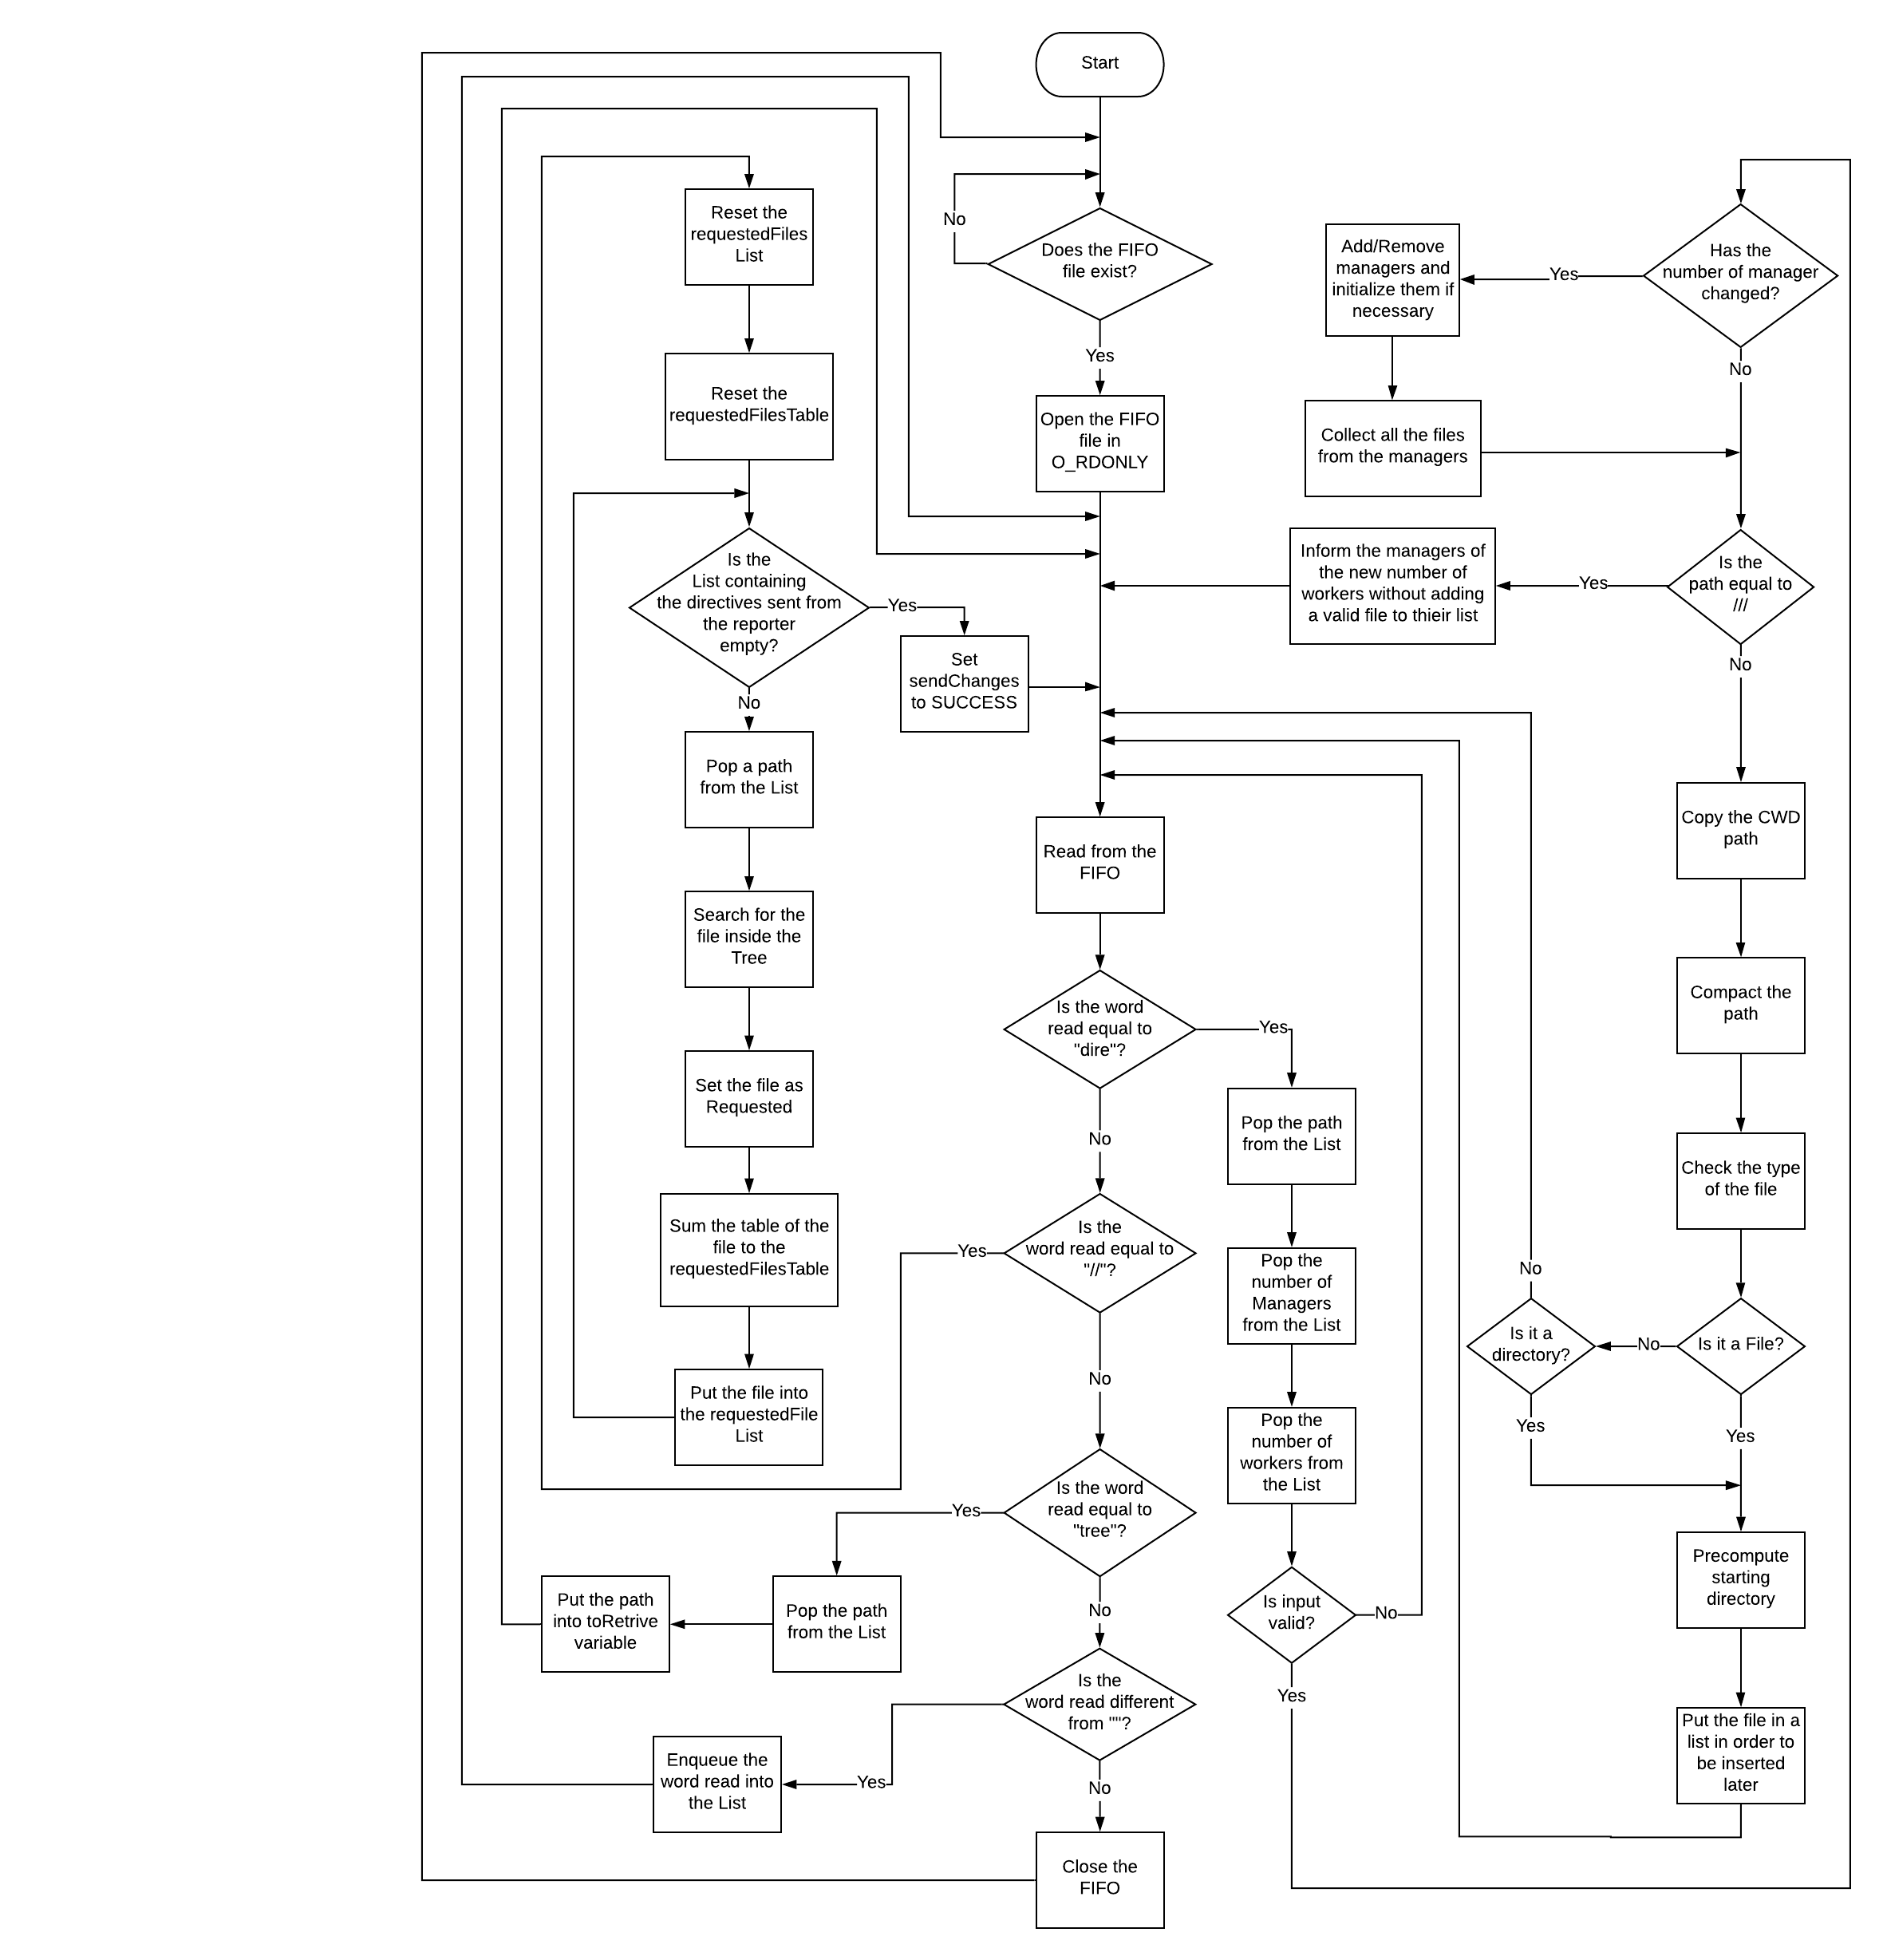 Start
No
Does the FIFO
file exist?
Yes
Open the FIFO
file in
O_RDONLY
Read from the
FIFO
Is the word
read equal to
"dire"?
Yes
No
Is the
word read equal to
"//"?
Yes
No
Is the word
read equal to
"tree"?
Yes
No
Is the
word read different
from ""?
Yes
No
Close the
FIFO
Reset the
requestedFiles
List
Reset the
requestedFilesTable
Is the
List containing
the directives sent from
the reporter
empty?
Yes
Set
sendChanges
to SUCCESS
No
Pop a path
from the List
Search for the
file inside the
Tree
Set the file as
Requested
Sum the table of the
file to the
requestedFilesTable
Put the file into
the requestedFile
List
Pop the path
from the List
Put the path
into toRetrive
variable
Enqueue the
word read into
the List
Pop the path
from the List
Pop the
number of
Managers
from the List
Pop the
number of
workers from
the List
Is input
valid?
No
Yes
Has the
number of manager
changed?
Yes
Add/Remove
managers and
initialize them if
necessary
Collect all the files
from the managers
No
Is the
path equal to
///
Yes
Inform the managers of
the new number of
workers without adding
a valid file to thieir list
No
Copy the CWD
path
Compact the
path
Check the type
of the file
Is it a File?
No
Is it a
directory?
No
Yes
Yes
Precompute
starting
directory
Put the file in a
list in order to
be inserted
later